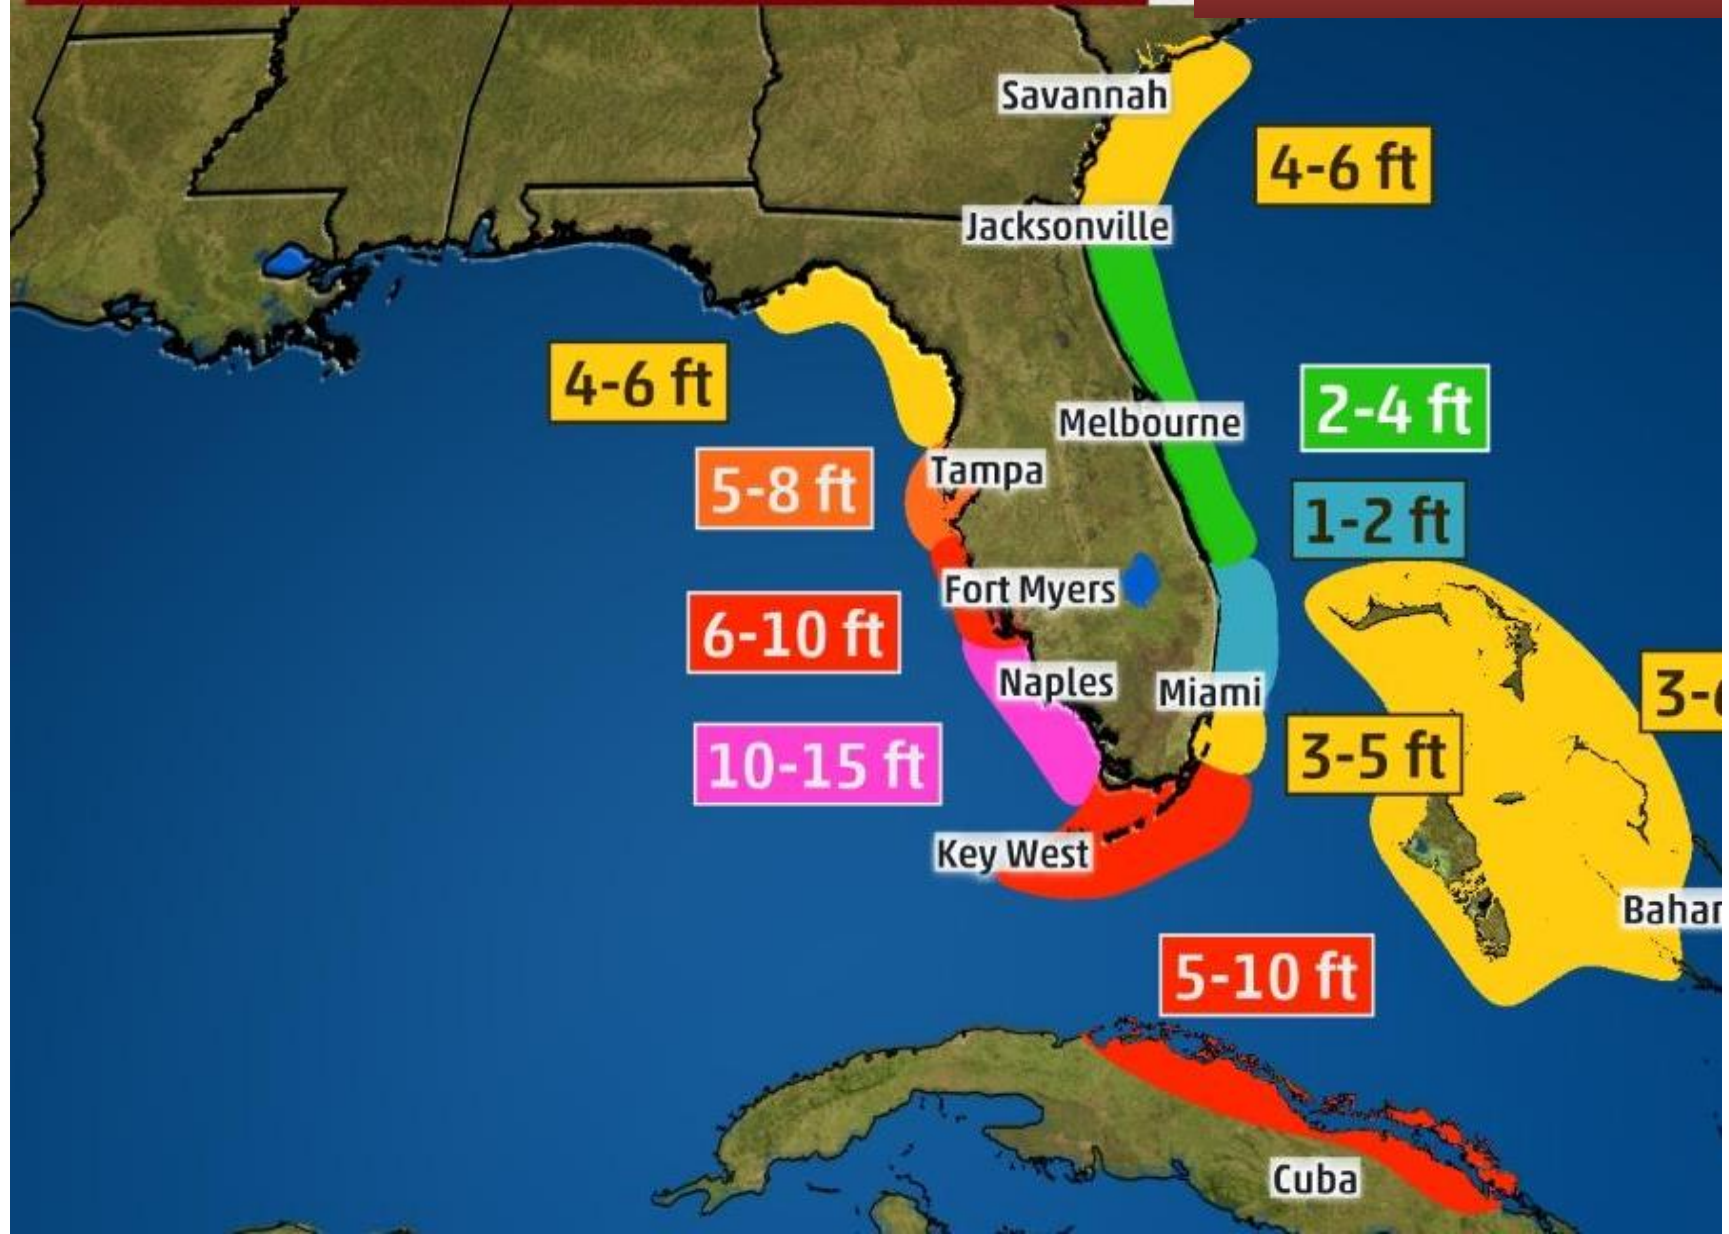 Savannah
4-6 ft
Jacksonville
4-6 ft
2-4 ft
Melbourne
Tampa
5-8 ft
1-2 ft
Fort Myers
6-10 ft
Naples
Miami
3-5 ft
10-15 ft
Key West
5-10 ft
Cuba